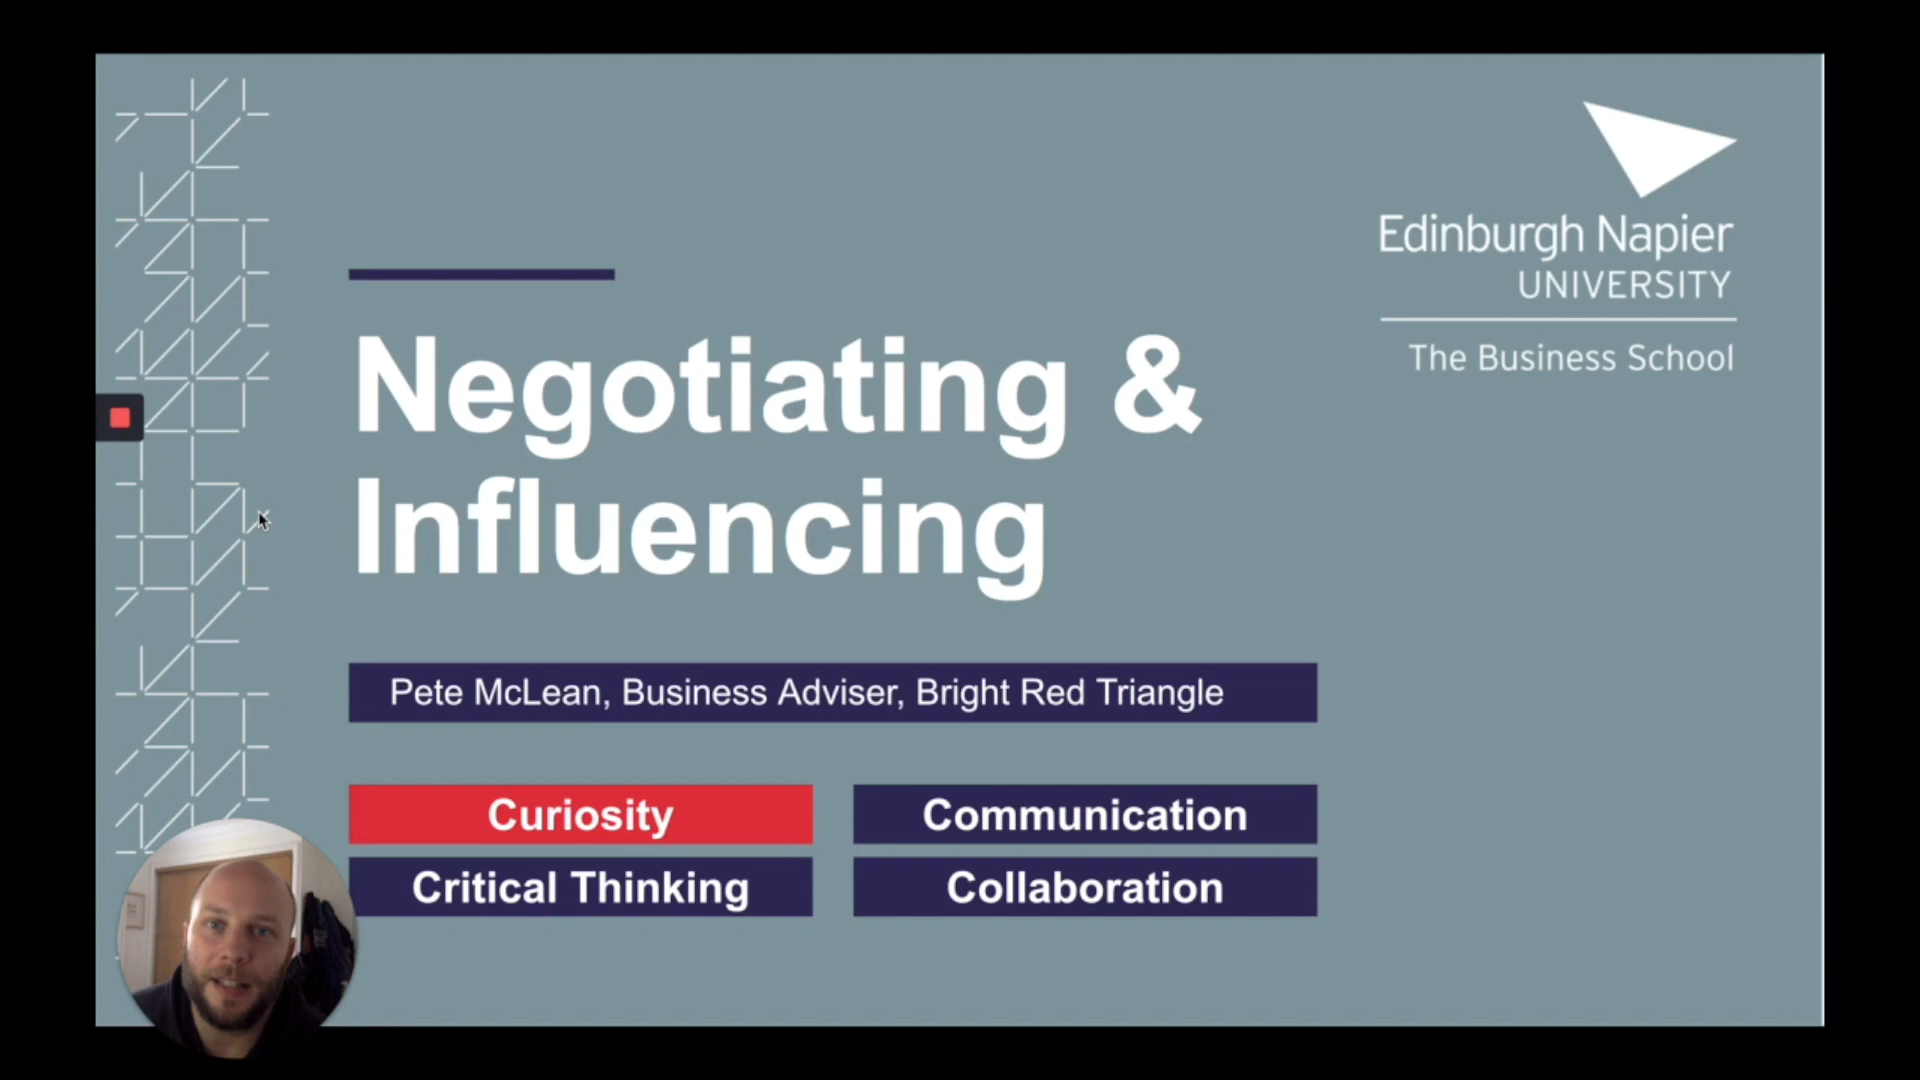 Edinburgh Napier
UNIVERSITY
The Business School
Negotiating &
Influencing
Pete McLean, Business Adviser, Bright Red Triangle
Curiosity
Communication
Critical Thinking
Collaboration